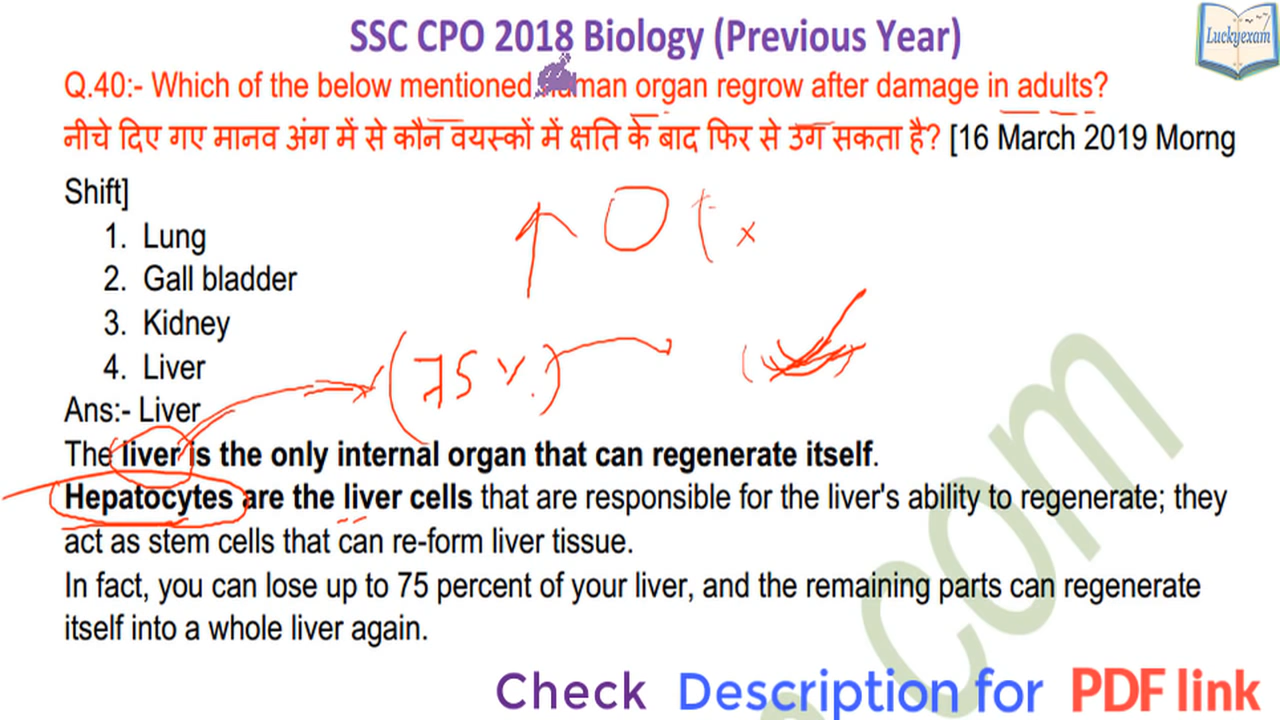 SSC CPO 2018 Biology (Previous Year)
Luckyexam
Q.40:- Which of the below mentioned organ regrow after damage in adults?
नीचे दिए गए मानव अंग में से कौन वयस्कों में क्षति के बाद फिर से उग सकता है? [16 March 2019 Morng
Shift]
1. Lung
2. Gall bladder
3. Kidney
4. Liver
(75 %)
Ans:- Liver
The liver is the only internal organ that can regenerate itself.
Hepatocytes are the liver cells that are responsible for the liver's ability to regenerate; they
act as stem cells that can re-form liver tissue.
In fact, you can lose up to 75 percent of your liver, and the remaining parts can regenerate
itself into a whole liver again.
com
Check Description for PDF link